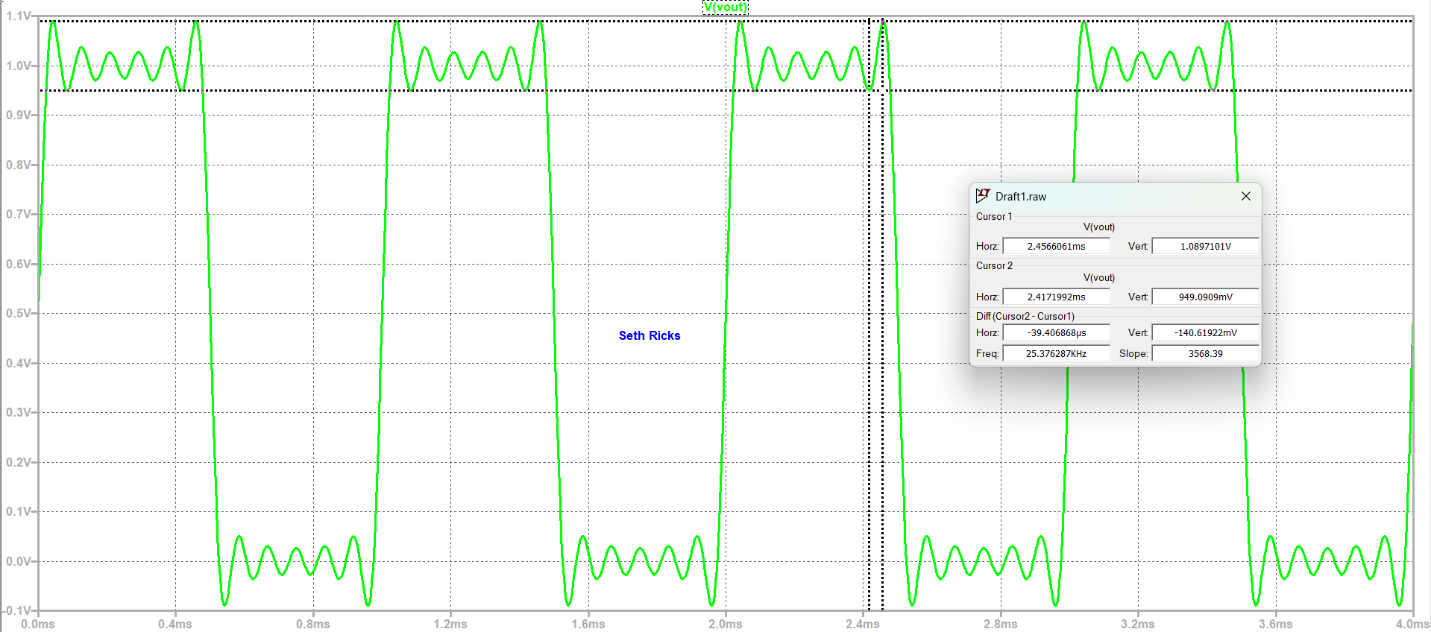 V(vout)
1.1V
1.0V
0.9V
0.8V
0.7V
0.6V
0.5V
0.4V
0.3V
0.2V
0.1V
0.0V
-0.1V
0.0ms 0.4ms 0.8ms 1.2ms 1.6ms 2.0ms 2.4ms 2.8ms 3.2ms 3.6ms 4.0ms
Seth Ricks
Draft1.raw
Cursor 1
V(vout)
Horz: 2.4566061ms Vert: 1.0897101V
Cursor 2
V(vout)
Horz: 2.4171992ms Vert: 949.0909mV
Diff (Cursor2 - Cursor1)
Horz: -39.406868µs Vert: -140.61922mV
Freq: 25.376287KHz Slope: 3568.39